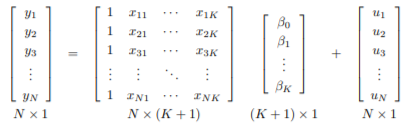 y₁ 1 x₁₁ ⋯ x₁K β₀ u₁
y₂ 1 x₂₁ ⋯ x₂K β₁ u₂
y₃ = 1 x₃₁ ⋯ x₃K ⋮ + u₃
⋮ ⋮ ⋮ ⋱ ⋮ βK ⋮
yN 1 xN₁ ⋯ xNK uN
N × 1 N × (K + 1) (K + 1) × 1 N × 1